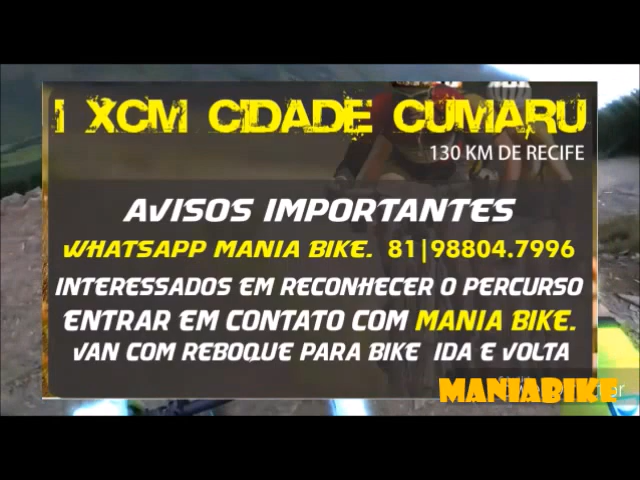 I XCM CIDADE CUMARU
130 KM DE RECIFE
AVISOS IMPORTANTES
WHATSAPP MANIA BIKE. 81|98804.7996
INTERESSADOS EM RECONHECER O PERCURSO
ENTRAR EM CONTATO COM MANIA BIKE.
VAN COM REBOQUE PARA BIKE IDA E VOLTA
MANIABIKE